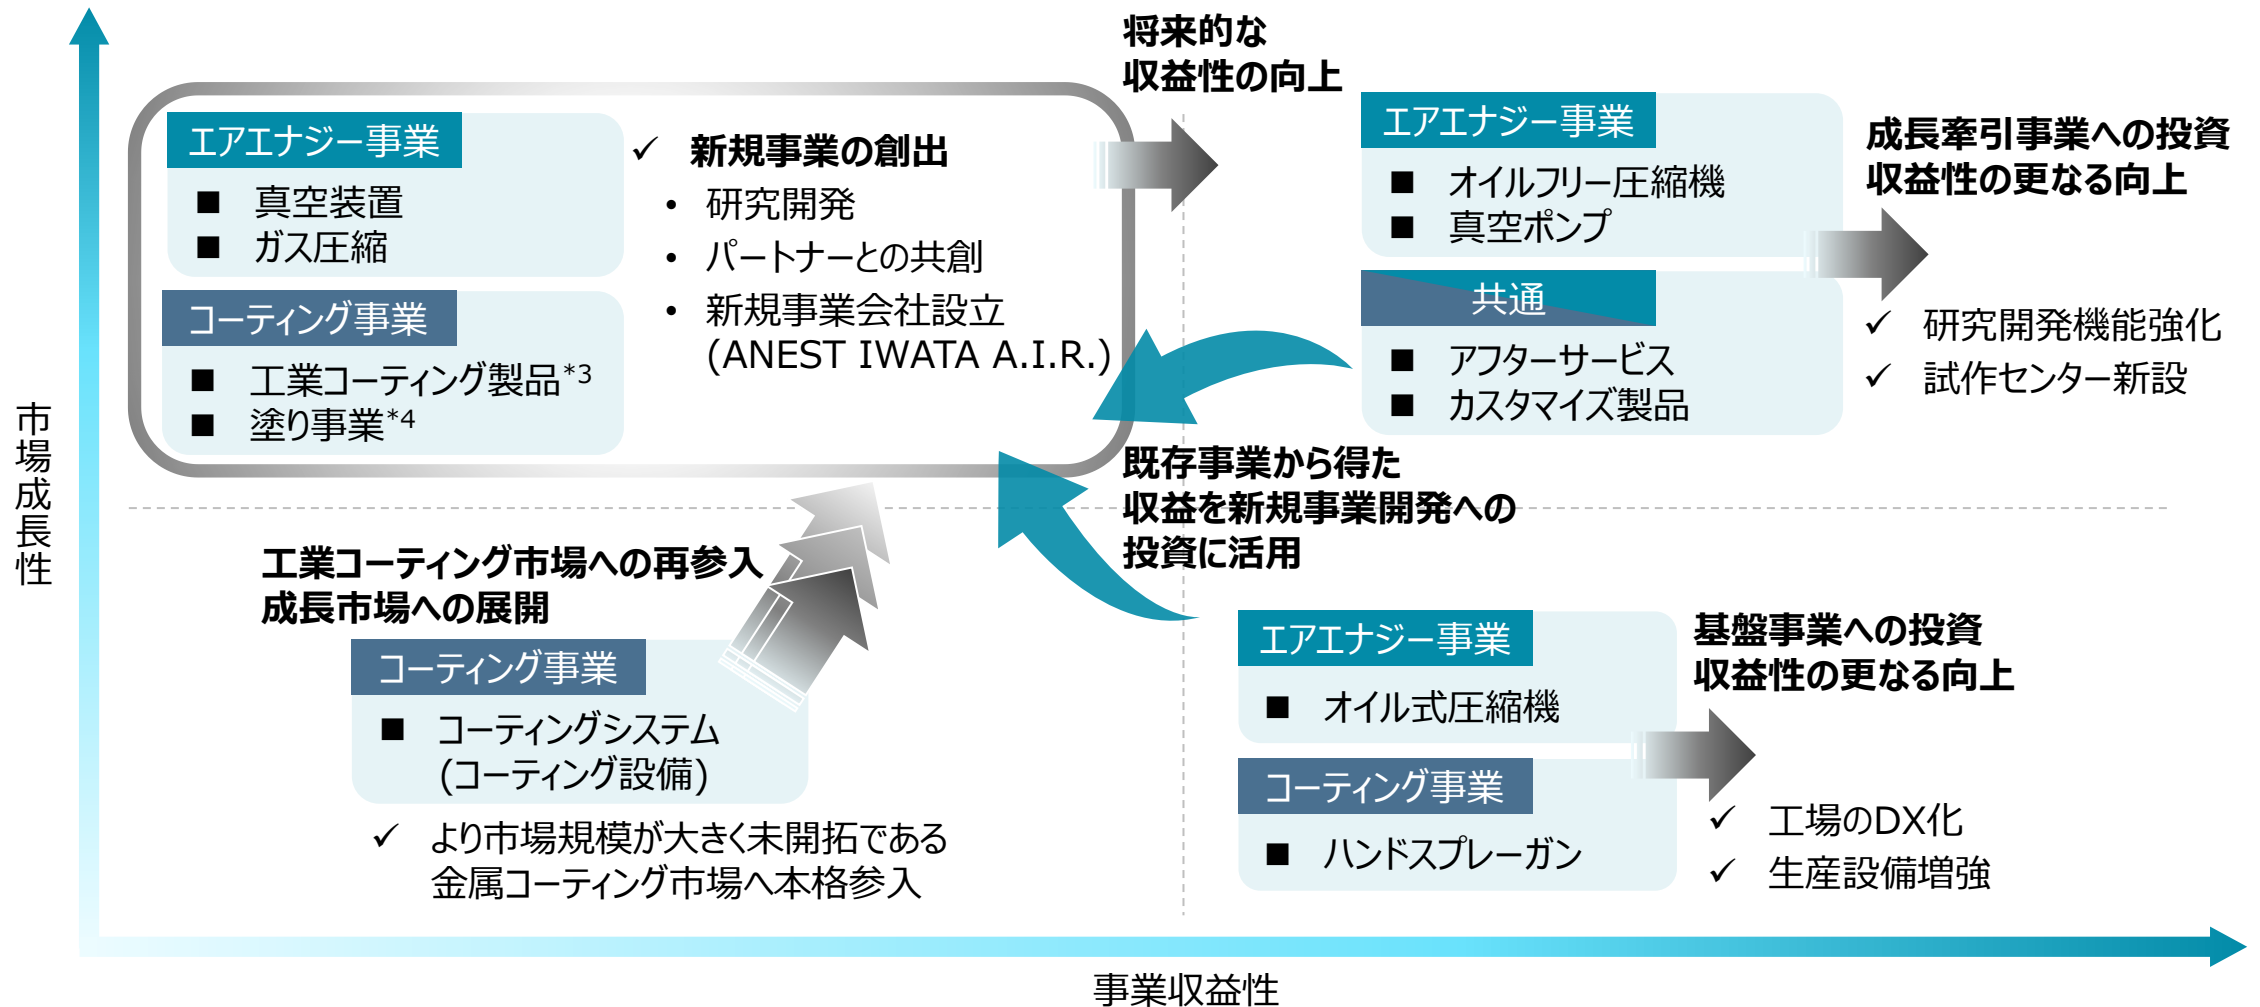 市場成長性
エアエナジー事業
■ 真空装置
■ ガス圧縮
コーティング事業
■ 工業コーティング製品*3
■ 塗り事業*4
✓ 新規事業の創出
• 研究開発
• パートナーとの共創
• 新規事業会社設立
(ANEST IWATA A.I.R.)
将来的な
収益性の向上
エアエナジー事業
■ オイルフリー圧縮機
■ 真空ポンプ
共通
■ アフターサービス
■ カスタマイズ製品
成長牽引事業への投資
収益性の更なる向上
✓ 研究開発機能強化
✓ 試作センター新設
既存事業から得た
収益を新規事業開発への
投資に活用
工業コーティング市場への再参入
成長市場への展開
コーティング事業
■ コーティングシステム
(コーティング設備)
✓ より市場規模が大きく未開拓である
金属コーティング市場へ本格参入
エアエナジー事業
■ オイル式圧縮機
コーティング事業
■ ハンドスプレーガン
基盤事業への投資
収益性の更なる向上
✓ 工場のDX化
✓ 生産設備増強
事業収益性